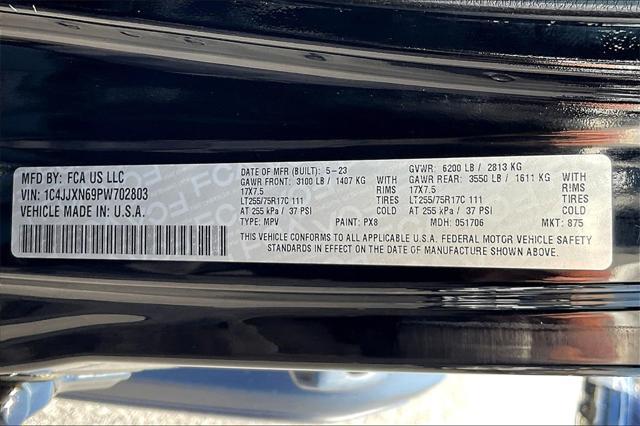 MFD BY: FCA US LLC
VIN: 1C4JJXN69PW702803
VEHICLE MADE IN: U.S.A.
DATE OF MFR (BUILT): 5-23
GVWR: 6200 LB / 2813 KG
GAWR FRONT: 3100 LB / 1407 KG WITH
GAWR REAR: 3550 LB / 1611 KG WITH
17X7.5 RIMS
17X7.5 RIMS
LT255/75R17C 111 TIRES
LT255/75R17C 111 TIRES
AT 255 kPa / 37 PSI COLD
AT 255 kPa / 37 PSI COLD
TYPE: MPV PAINT: PX8 MDH: 051706 MKT: 875
THIS VEHICLE CONFORMS TO ALL APPLICABLE U.S.A. FEDERAL MOTOR VEHICLE SAFETY
STANDARDS IN EFFECT ON THE DATE OF MANUFACTURE SHOWN ABOVE.